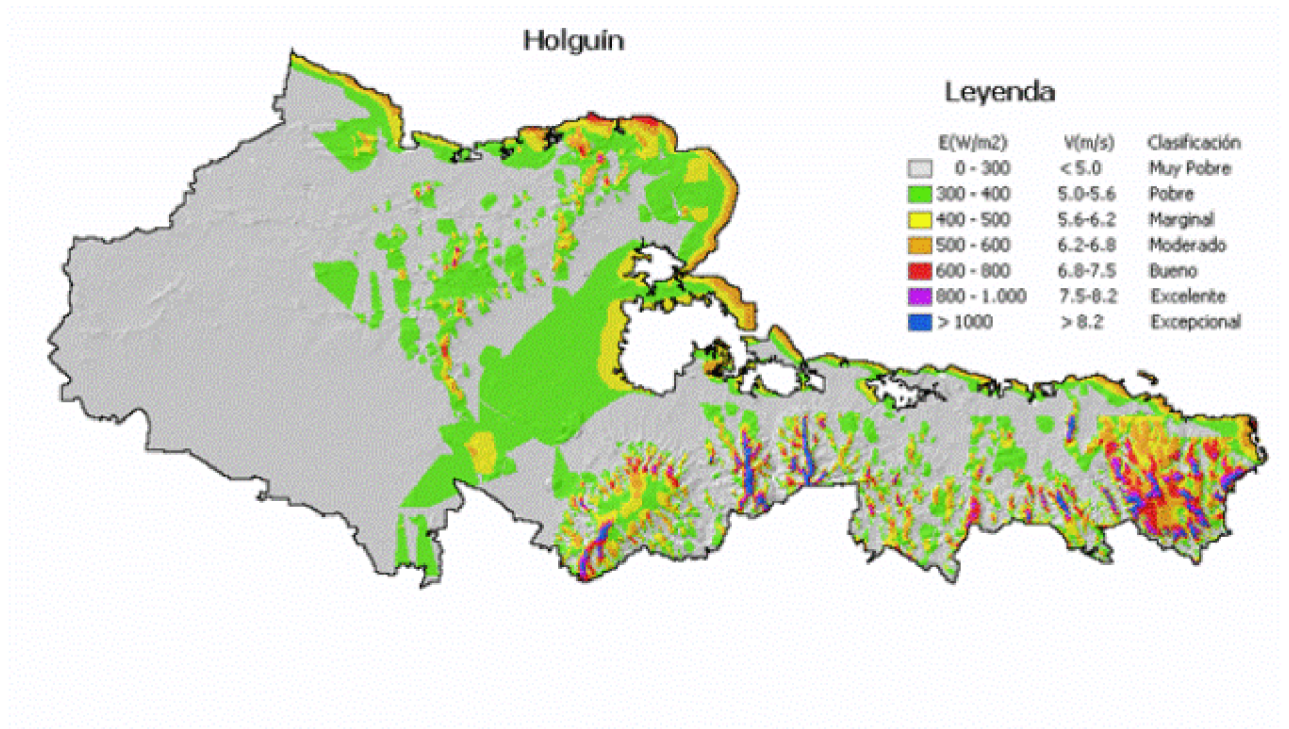 Holguín
Leyenda
E(W/m2) V(m/s) Clasificación
0 - 300 < 5.0 Muy Pobre
300 - 400 5.0-5.6 Pobre
400 - 500 5.6-6.2 Marginal
500 - 600 6.2-6.8 Moderado
600 - 800 6.8-7.5 Bueno
800 - 1.000 7.5-8.2 Excelente
> 1000 > 8.2 Excepcional